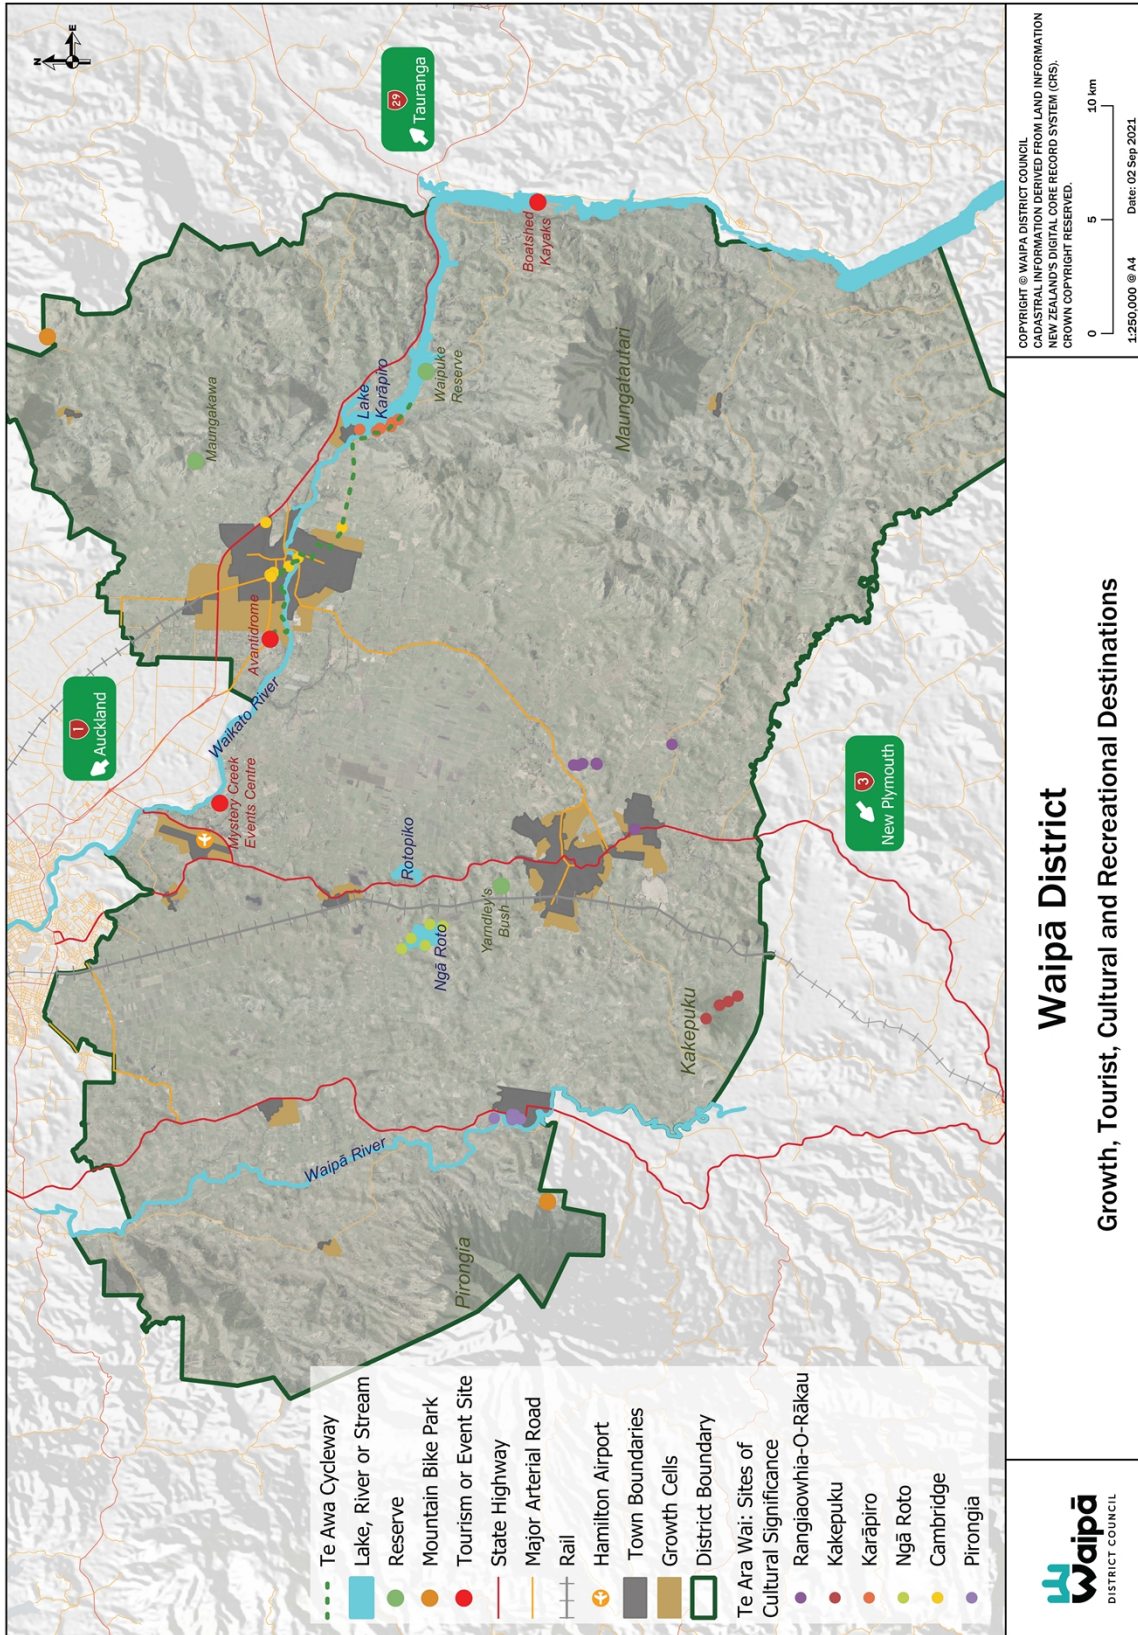 N
E
29
Tauranga
1
Auckland
3
New Plymouth
Maungakawa
Avantidrome
Waikato River
Mystery Creek
Events Centre
Lake
Karāpiro
Waipuke
Reserve
Boatshed
Kayaks
Maungatautari
Rotopiko
Ngā Roto
Yarndley's
Bush
Kakepuku
Waipā River
Pirongia
Te Awa Cycleway
Lake, River or Stream
Reserve
Mountain Bike Park
Tourism or Event Site
State Highway
Major Arterial Road
Rail
Hamilton Airport
Town Boundaries
Growth Cells
District Boundary
Te Ara Wai: Sites of
Cultural Significance
Rangiaowhia-O-Rākau
Kakepuku
Karāpiro
Ngā Roto
Cambridge
Pirongia
Waipā
DISTRICT COUNCIL
Waipā District
Growth, Tourist, Cultural and Recreational Destinations
COPYRIGHT © WAIPA DISTRICT COUNCIL
CADASTRAL INFORMATION DERIVED FROM LAND INFORMATION
NEW ZEALAND'S DIGITAL CORE RECORD SYSTEM (CRS).
CROWN COPYRIGHT RESERVED.
0 5 10 km
1:250,000 @ A4 Date: 02 Sep 2021